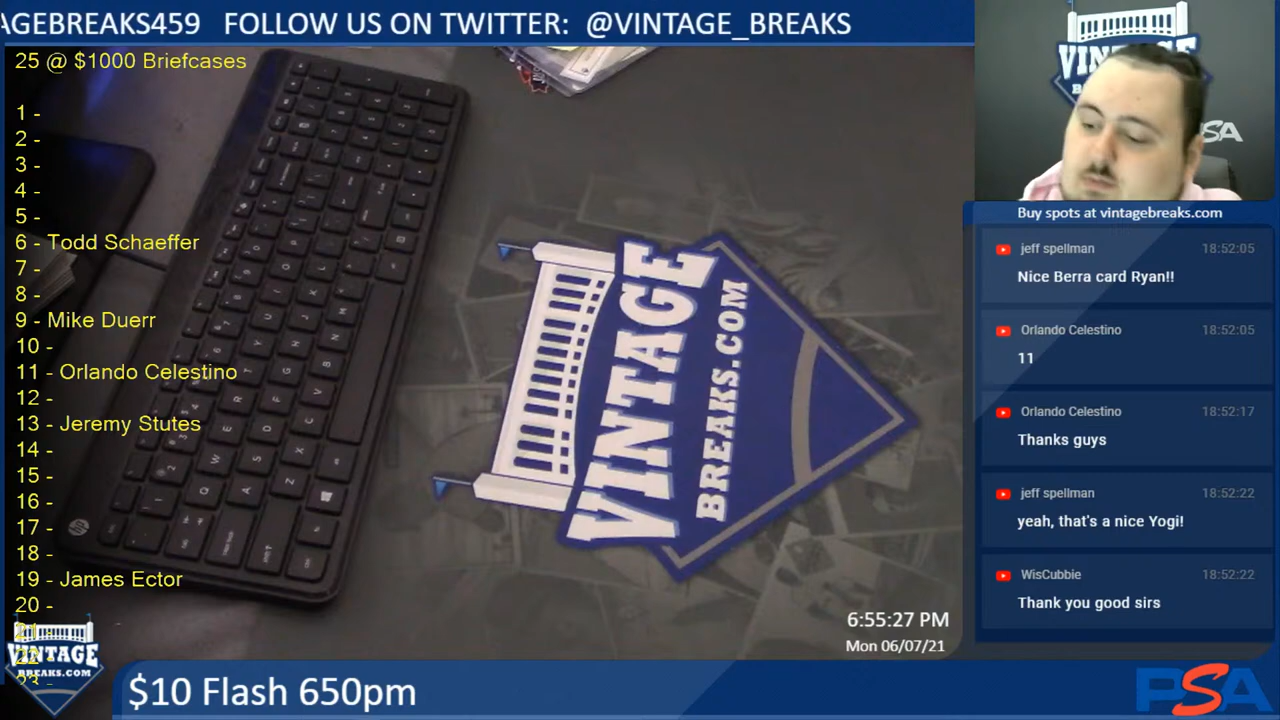 AGEBREAKS459 FOLLOW US ON TWITTER: @VINTAGE_BREAKS
25 @ $1000 Briefcases
1 -
2 -
3 -
4 -
5 -
6 - Todd Schaeffer
7 -
8 -
9 - Mike Duerr
10 -
11 - Orlando Celestino
12 -
13 - Jeremy Stutes
14 -
15 -
16 -
17 -
18 -
19 - James Ector
20 -
21 -
22 -
23 -
VINTAGE
BREAKS.COM
VINTAGE
BREAKS.COM
6:55:27 PM
Mon 06/07/21
$10 Flash 650pm
VINTAGE
PSA
Buy spots at vintagebreaks.com
jeff spellman 18:52:05
Nice Berra card Ryan!!
Orlando Celestino 18:52:05
11
Orlando Celestino 18:52:17
Thanks guys
jeff spellman 18:52:22
yeah, that's a nice Yogi!
WisCubbie 18:52:22
Thank you good sirs
PSA